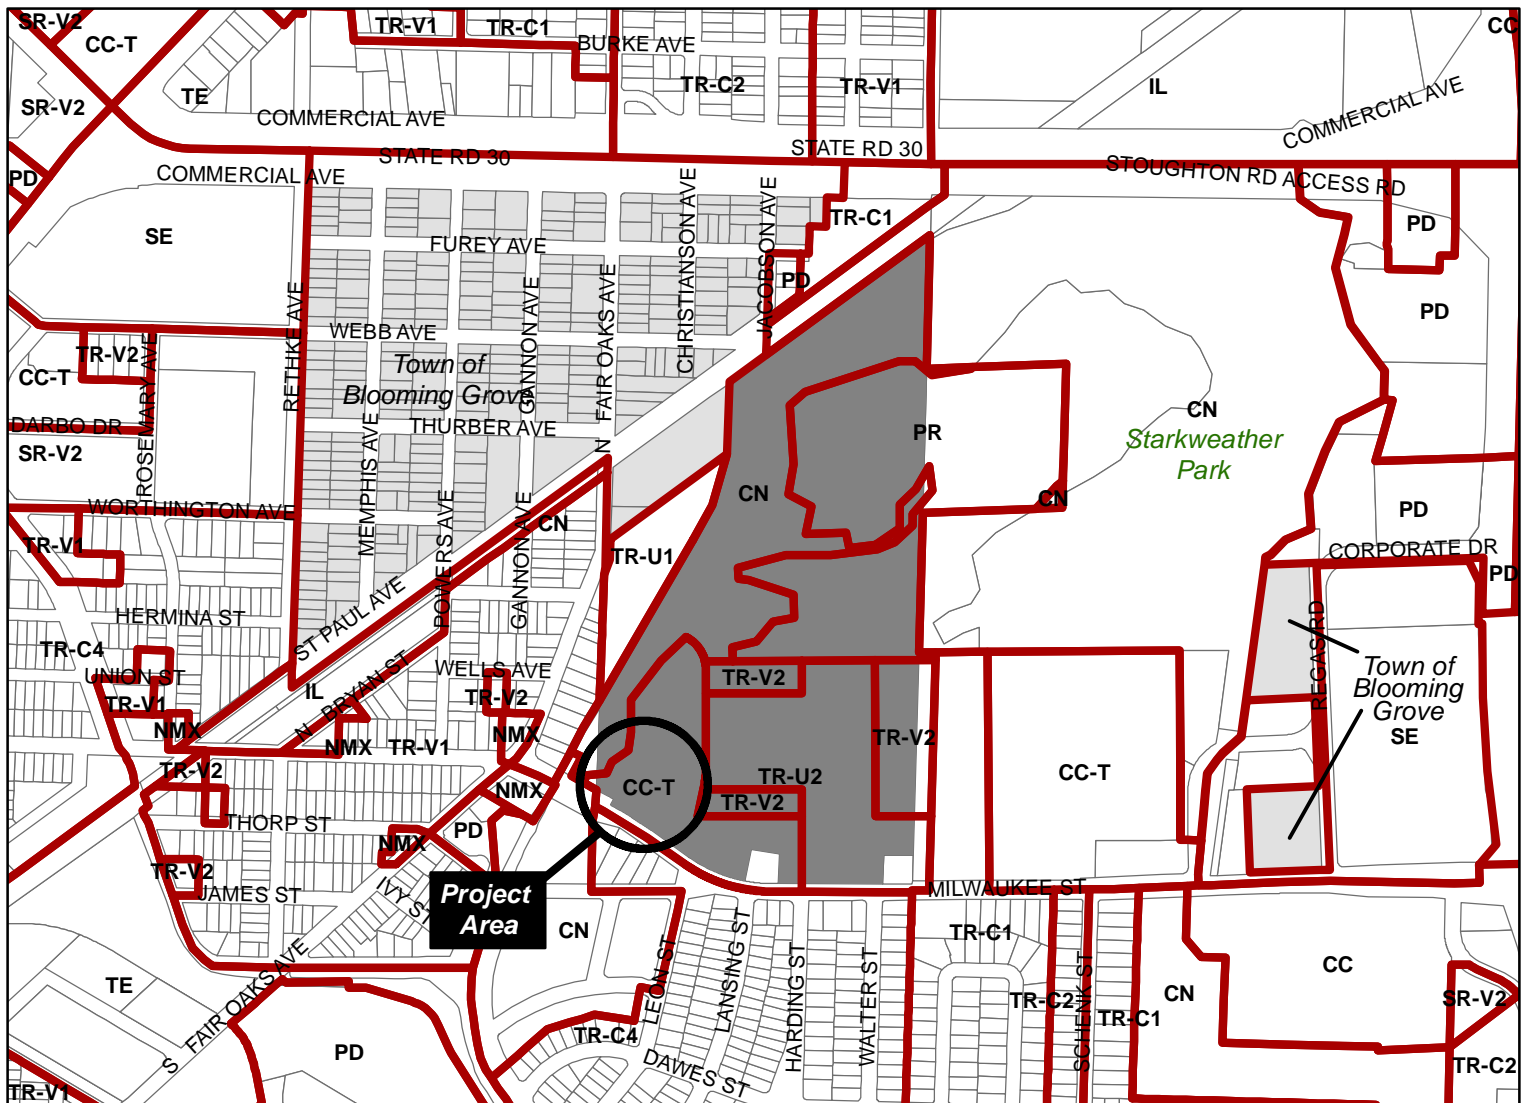 SR-V2
CC-T
TR-V1
TR-C1
BURKE AVE
CC
SR-V2
TE
TR-C2
TR-V1
IL
COMMERCIAL AVE
COMMERCIAL AVE
STATE RD 30
STATE RD 30
PD
COMMERCIAL AVE
STOUGHTON RD ACCESS RD
TR-C1
PD
SE
FUREY AVE
CHRISTIANSON AVE
JACOBSON AVE
PD
PD
RETHKE AVE
WEBB AVE
GANNON AVE
N FAIR OAKS AVE
TR-V2
CC-T
ROSEMARY AVE
Town of
Blooming Grove
DARBO DR
SR-V2
MEMPHIS AVE
THURBER AVE
PR
CN
Starkweather
Park
CN
CN
WORTHINGTON AVE
POWERS AVE
GANNON AVE
CN
PD
TR-V1
TR-U1
CORPORATE DR
PD
HERMINA ST
ST PAUL AVE
TR-C4
UNION ST
TR-V1
NMX
IL
N BRYAN ST
WELLS AVE
TR-V2
NMX
NMX
TR-V1
TR-V2
REGAS RD
Town of
Blooming
Grove
SE
TR-V2
TR-V2
CC-T
TR-U2
CC-T
NMX
TR-V2
THORP ST
PD
NMX
TR-V2
JAMES ST
IVY ST
Project
Area
MILWAUKEE ST
CN
TR-C1
LEON ST
LANSING ST
HARDING ST
WALTER ST
SCHENK ST
TR-C2
TR-C1
CN
CC
SR-V2
TE
S FAIR OAKS AVE
PD
TR-C4
DAWES ST
TR-C2
TR-V1